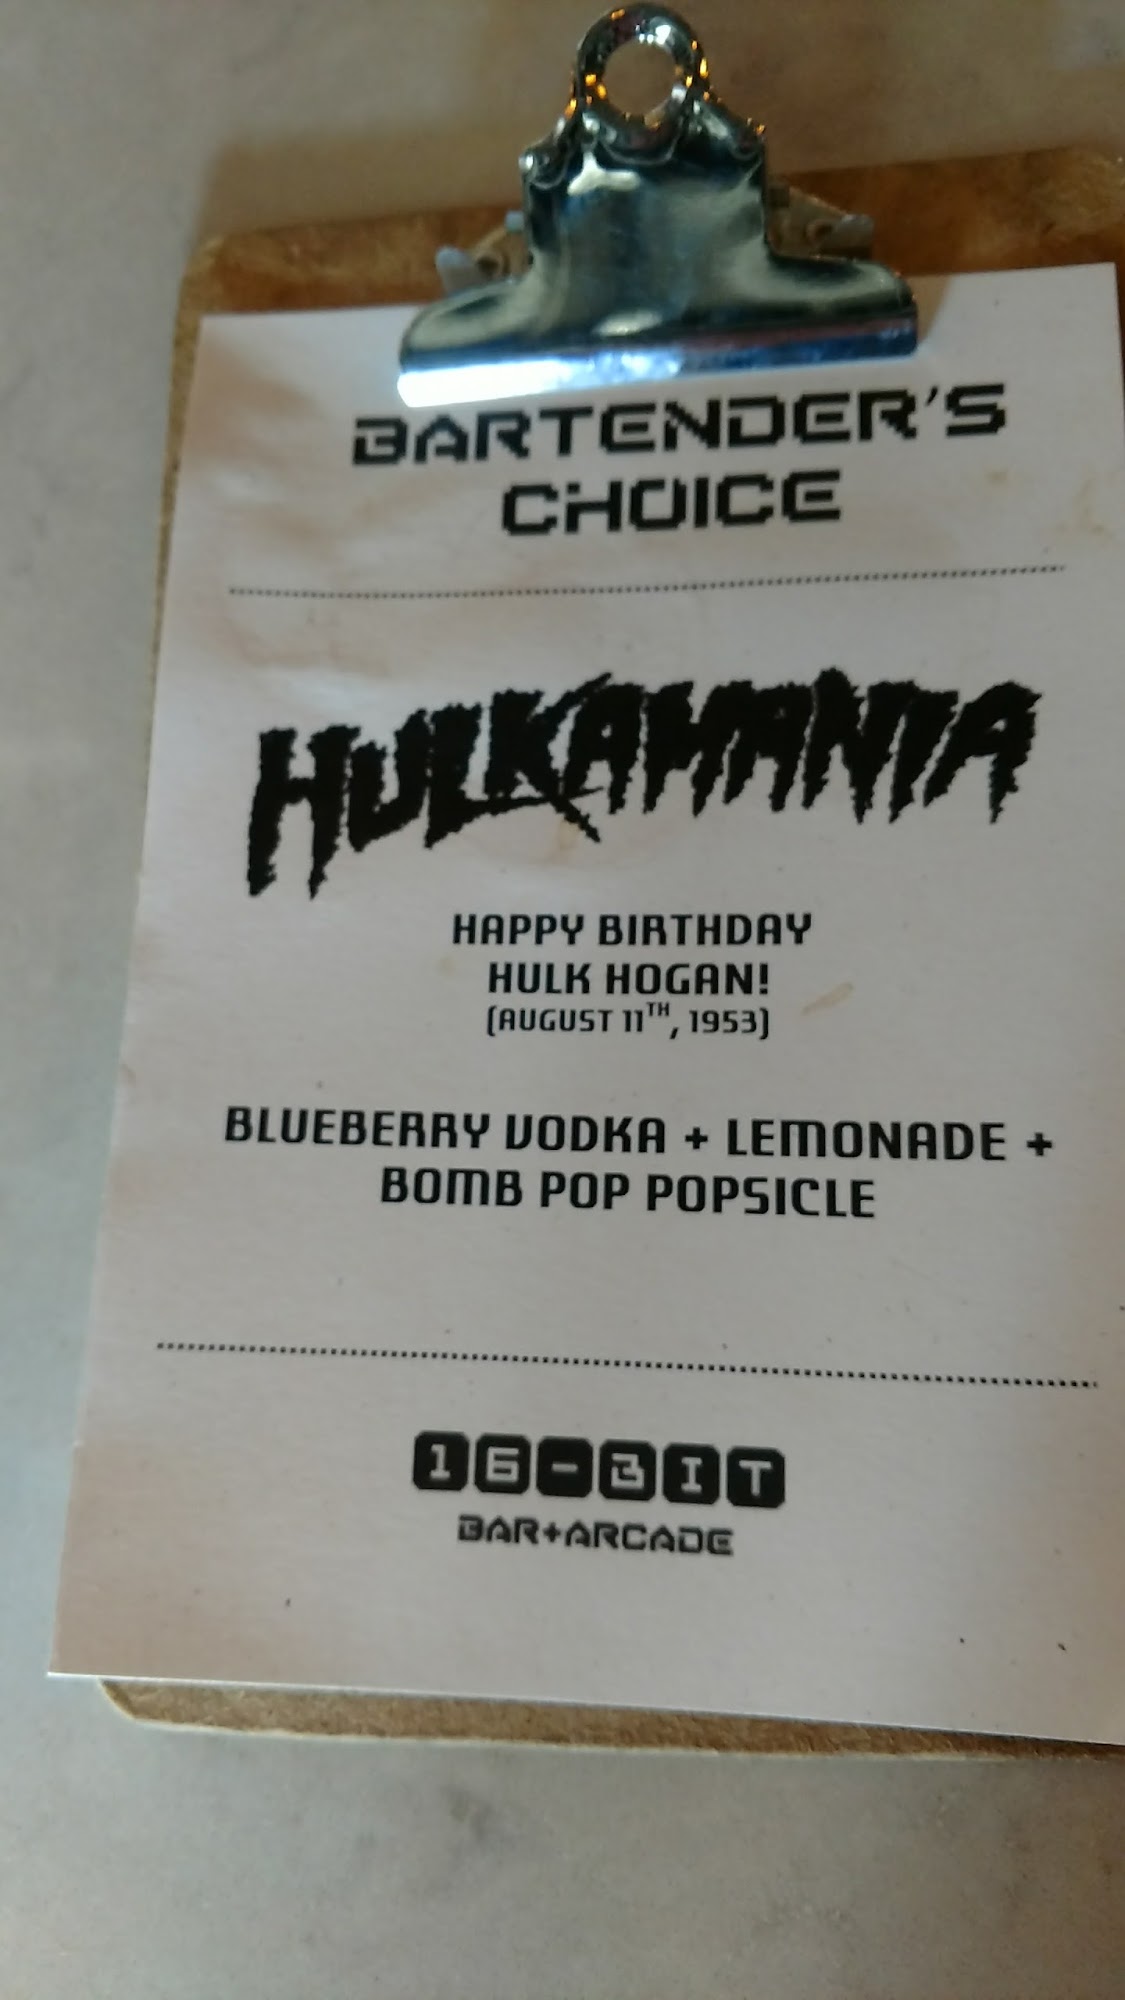 BARTENDER'S
CHOICE
HULKAMANIA
HAPPY BIRTHDAY
HULK HOGAN!
(AUGUST 11TH, 1953)
BLUEBERRY VODKA + LEMONADE +
BOMB POP POPSICLE
16-BIT
BAR+ARCADE